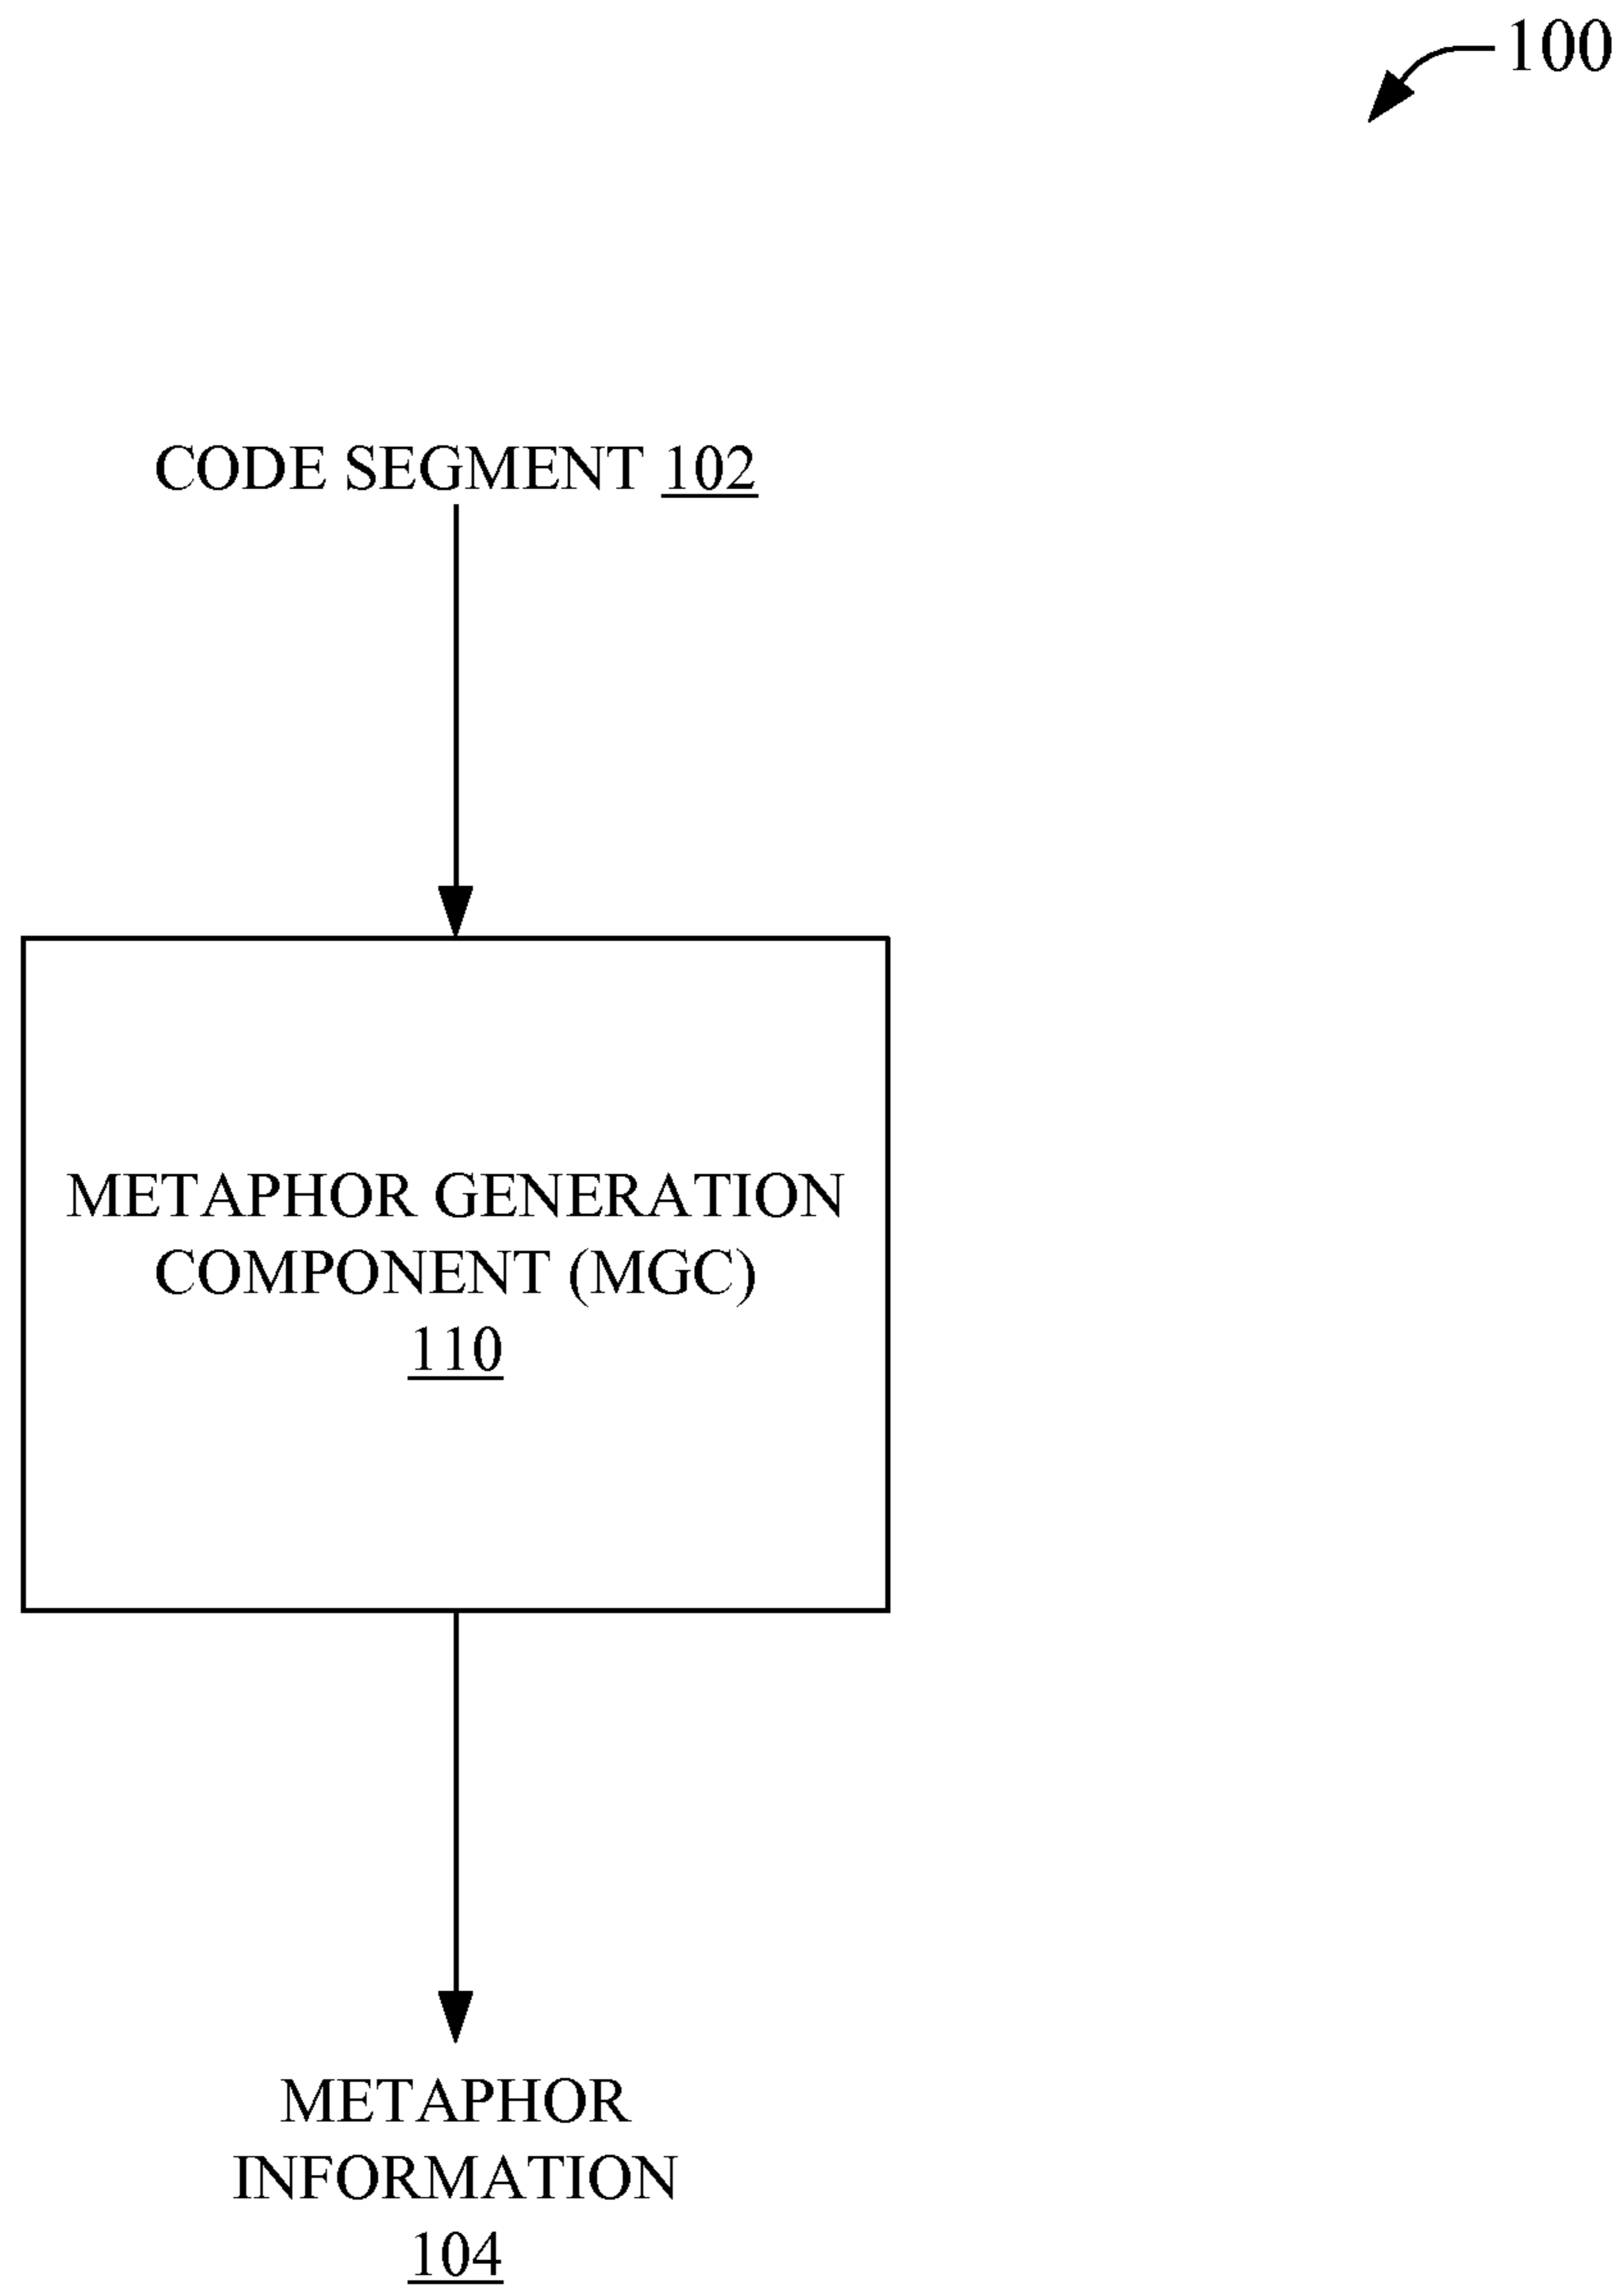 100
CODE SEGMENT 102
METAPHOR GENERATION
COMPONENT (MGC)
110
METAPHOR
INFORMATION
104